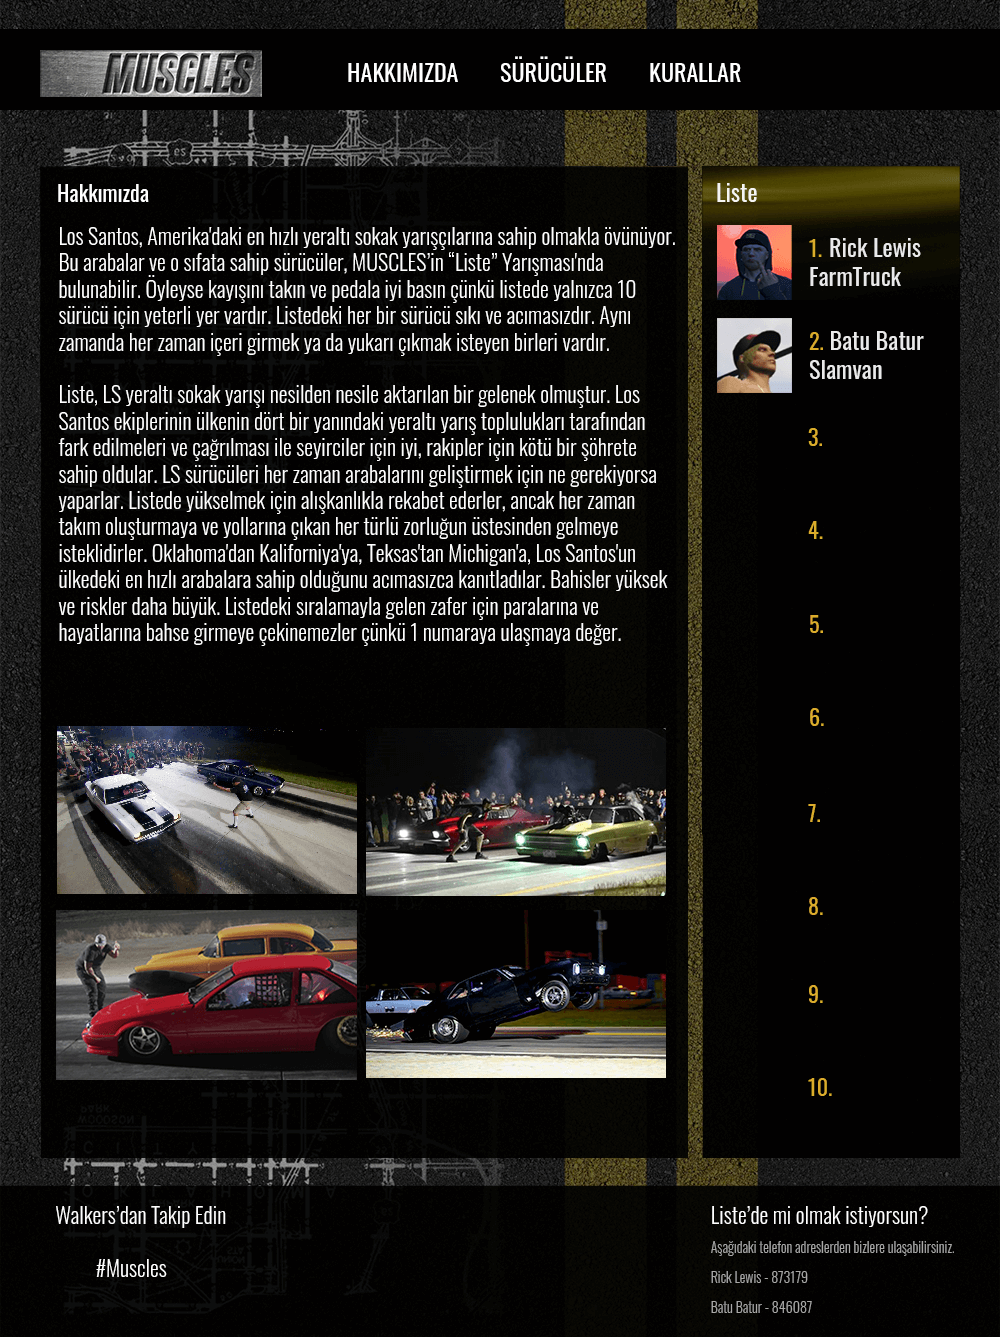 MUSCLES
HAKKIMIZDA SÜRÜCÜLER KURALLAR
Hakkımızda
Los Santos, Amerika'daki en hızlı yeraltı sokak yarışçılarına sahip olmakla övünüyor.
Bu arabalar ve o sıfata sahip sürücüler, MUSCLES’in “Liste” Yarışması'nda
bulunabilir. Öyleyse kayışını takın ve pedala iyi basın çünkü listede yalnızca 10
sürücü için yeterli yer vardır. Listedeki her bir sürücü sıkı ve acımasızdır. Aynı
zamanda her zaman içeri girmek ya da yukarı çıkmak isteyen birleri vardır.
Liste, LS yeraltı sokak yarışı nesilden nesile aktarılan bir gelenek olmuştur. Los
Santos ekiplerinin ülkenin dört bir yanındaki yeraltı yarış toplulukları tarafından
fark edilmeleri ve çağrılması ile seyirciler için iyi, rakipler için kötü bir şöhrete
sahip oldular. LS sürücüleri her zaman arabalarını geliştirmek için ne gerekiyorsa
yaparlar. Listede yükselmek için alışkanlıkla rekabet ederler, ancak her zaman
takım oluşturmaya ve yollarına çıkan her türlü zorluğun üstesinden gelmeye
isteklidirler. Oklahoma'dan Kaliforniya'ya, Teksas'tan Michigan'a, Los Santos'un
ülkedeki en hızlı arabalara sahip olduğunu acımasızca kanıtladılar. Bahisler yüksek
ve riskler daha büyük. Listedeki sıralamayla gelen zafer için paralarına ve
hayatlarına bahse girmeye çekinemezler çünkü 1 numaraya ulaşmaya değer.
Liste
1. Rick Lewis
FarmTruck
2. Batu Batur
Slamvan
3.
4.
5.
6.
7.
8.
9.
10.
PARK
WOODSON
Walkers’dan Takip Edin
#Muscles
Liste’de mi olmak istiyorsun?
Aşağıdaki telefon adreslerden bizlere ulaşabilirsiniz.
Rick Lewis - 873179
Batu Batur - 846087